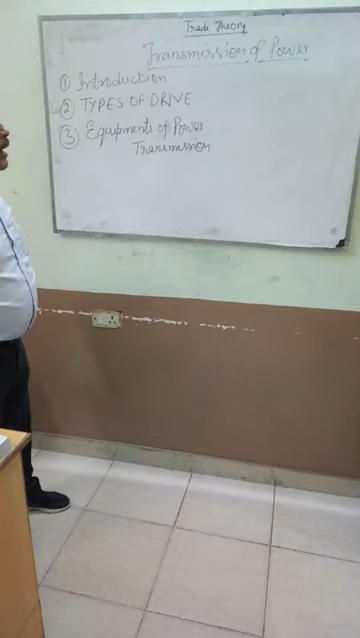 Trade Theory
Transmission of Power
① Introduction
② TYPES OF DRIVE
③ Equipments of Power
Transmission